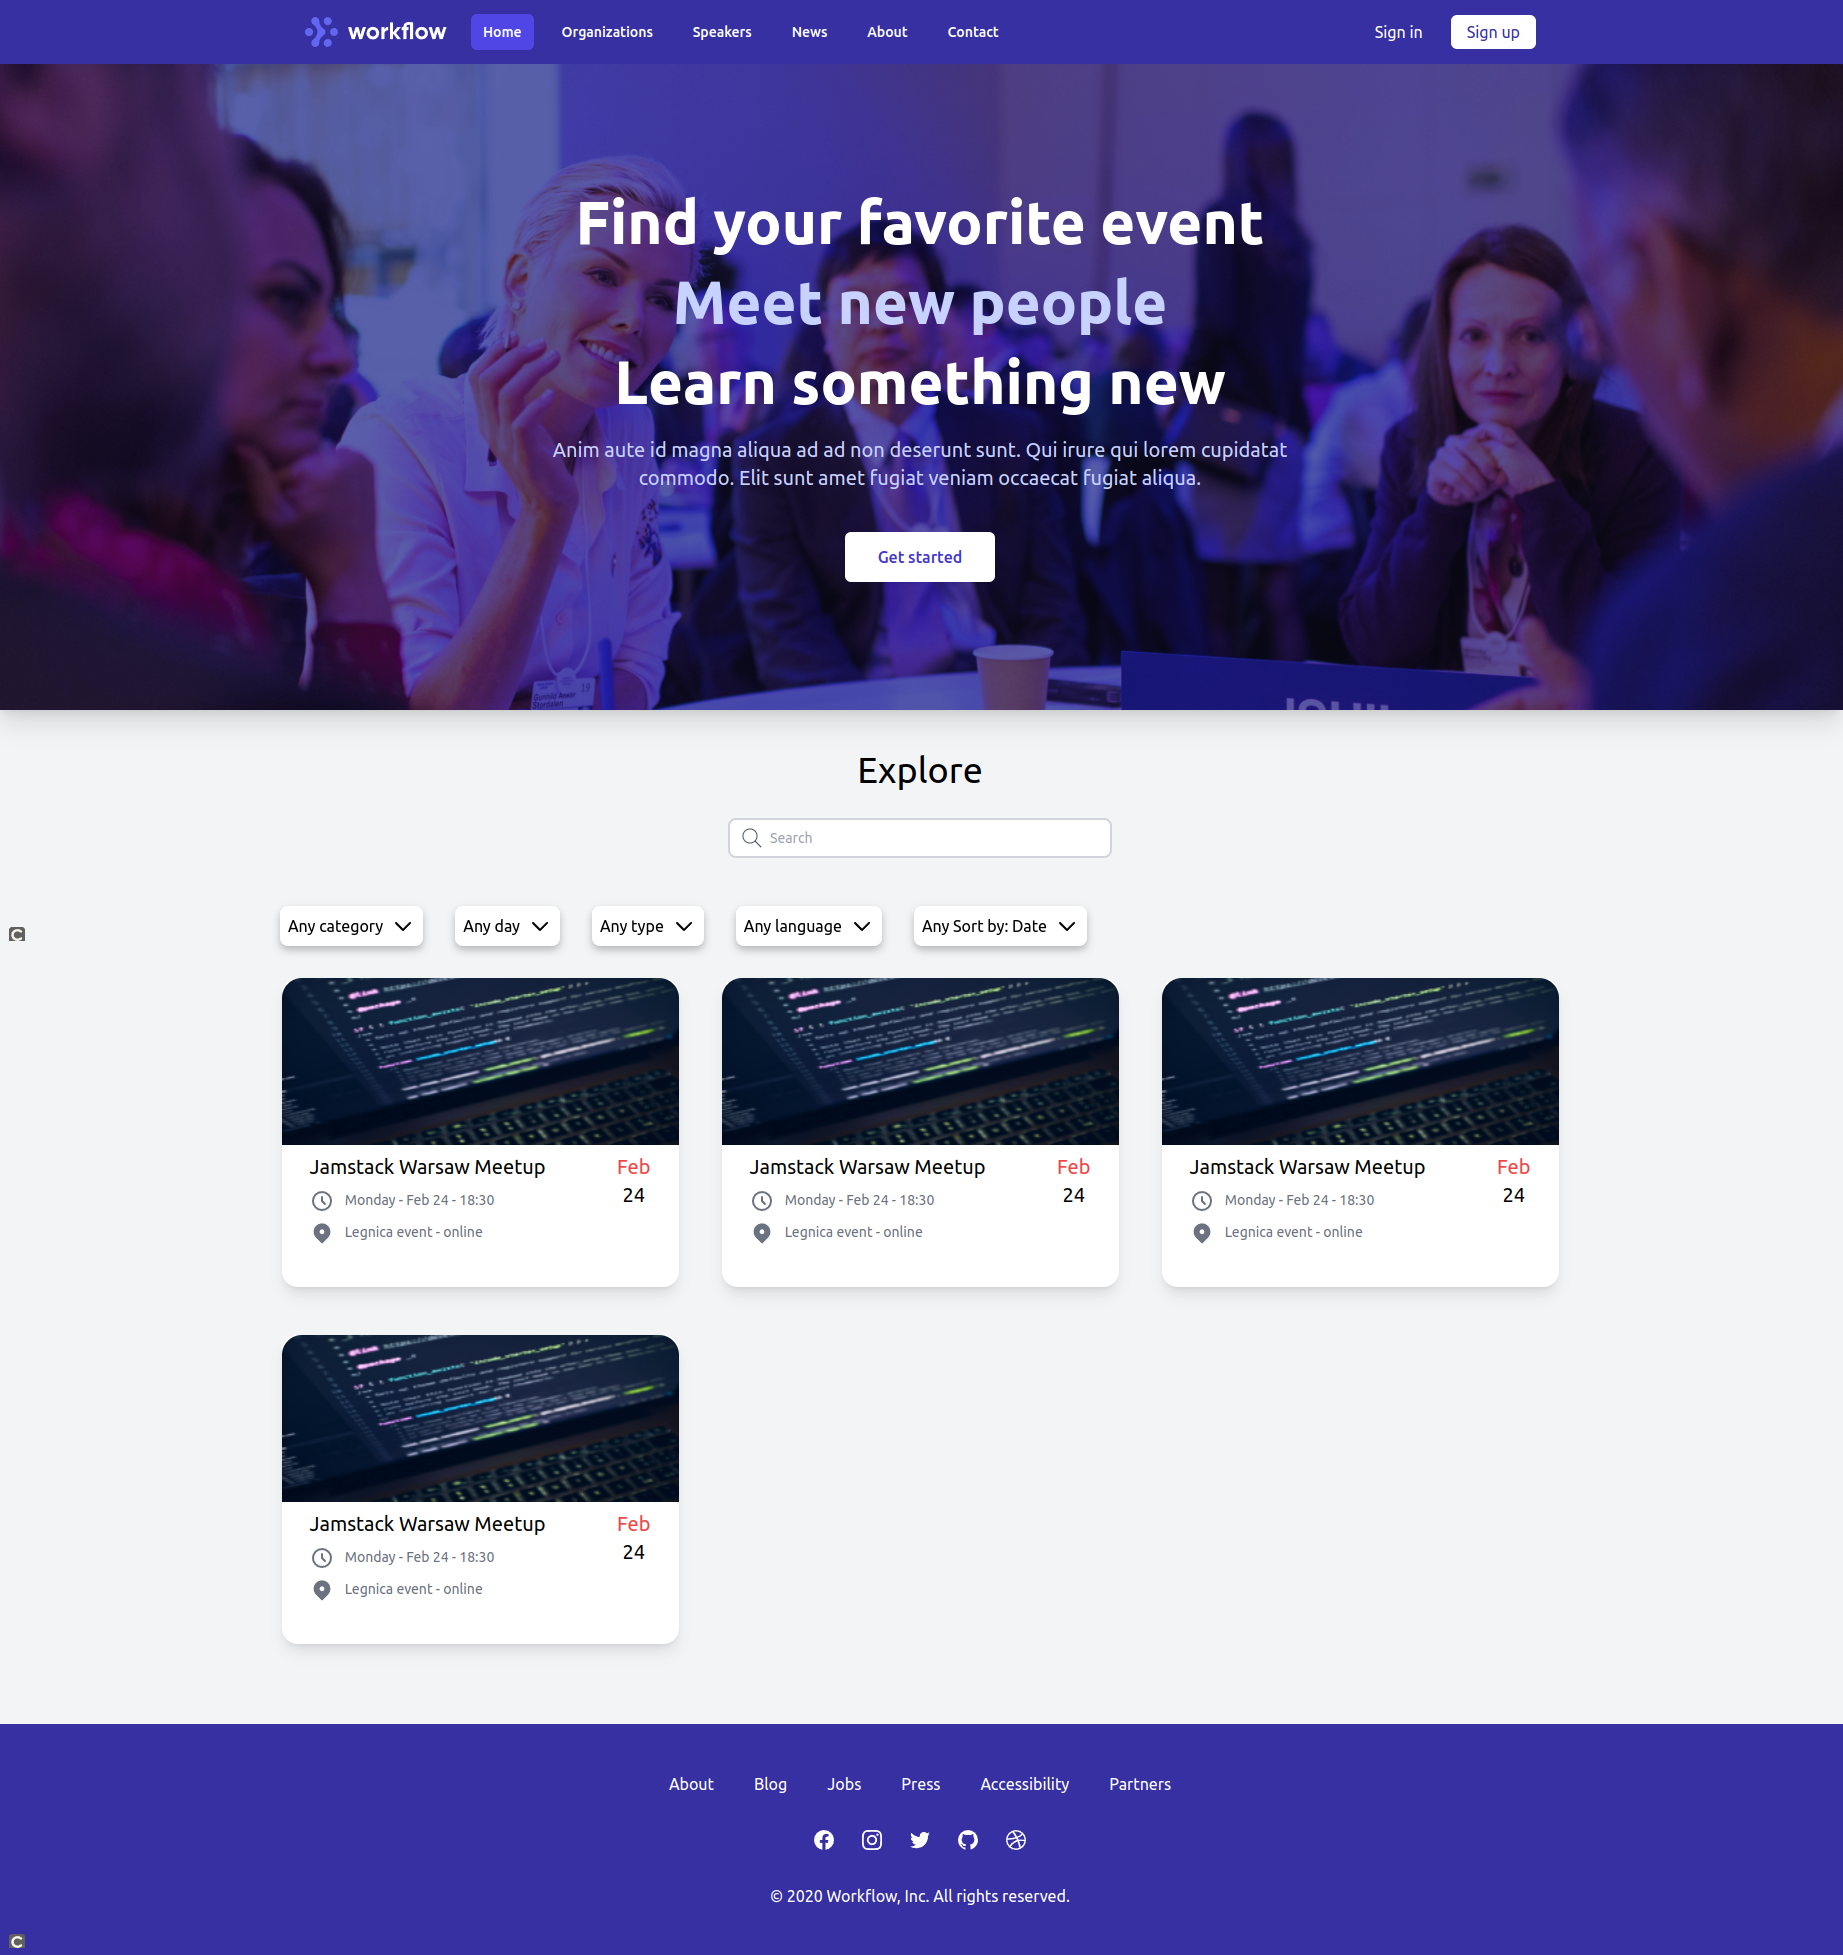 workflow
Home
Organizations
Speakers
News
About
Contact
Sign in
Sign up
Find your favorite event
Meet new people
Learn something new
Anim aute id magna aliqua ad ad non deserunt sunt. Qui irure qui lorem cupidatat
commodo. Elit sunt amet fugiat veniam occaecat fugiat aliqua.
Get started
19
Explore
Search
Any category
Any day
Any type
Any language
Any Sort by: Date
Jamstack Warsaw Meetup
Feb
24
Monday - Feb 24 - 18:30
Legnica event - online
Jamstack Warsaw Meetup
Feb
24
Monday - Feb 24 - 18:30
Legnica event - online
Jamstack Warsaw Meetup
Feb
24
Monday - Feb 24 - 18:30
Legnica event - online
Jamstack Warsaw Meetup
Feb
24
Monday - Feb 24 - 18:30
Legnica event - online
About
Blog
Jobs
Press
Accessibility
Partners
© 2020 Workflow, Inc. All rights reserved.